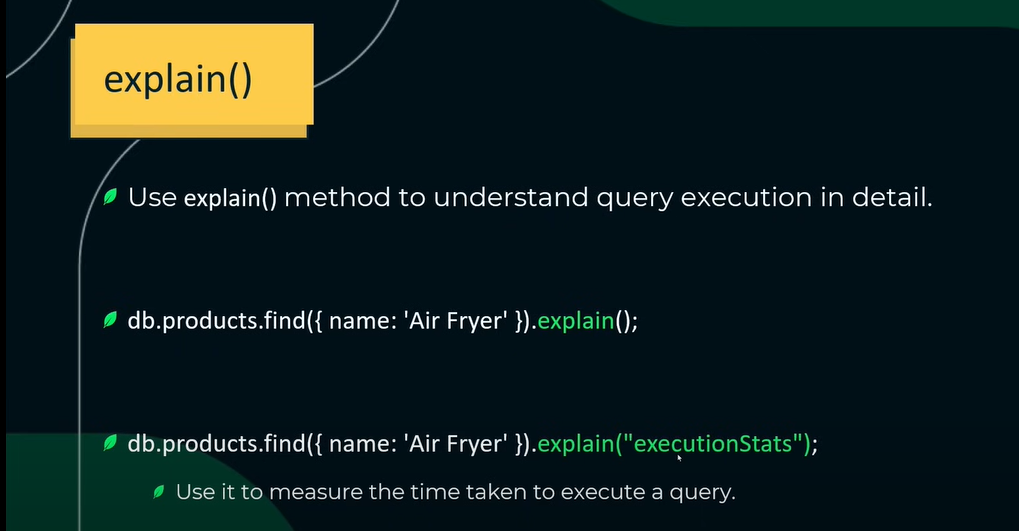 explain()
Use explain() method to understand query execution in detail.
db.products.find({ name: 'Air Fryer' }).explain();
db.products.find({ name: 'Air Fryer' }).explain("executionStats");
Use it to measure the time taken to execute a query.